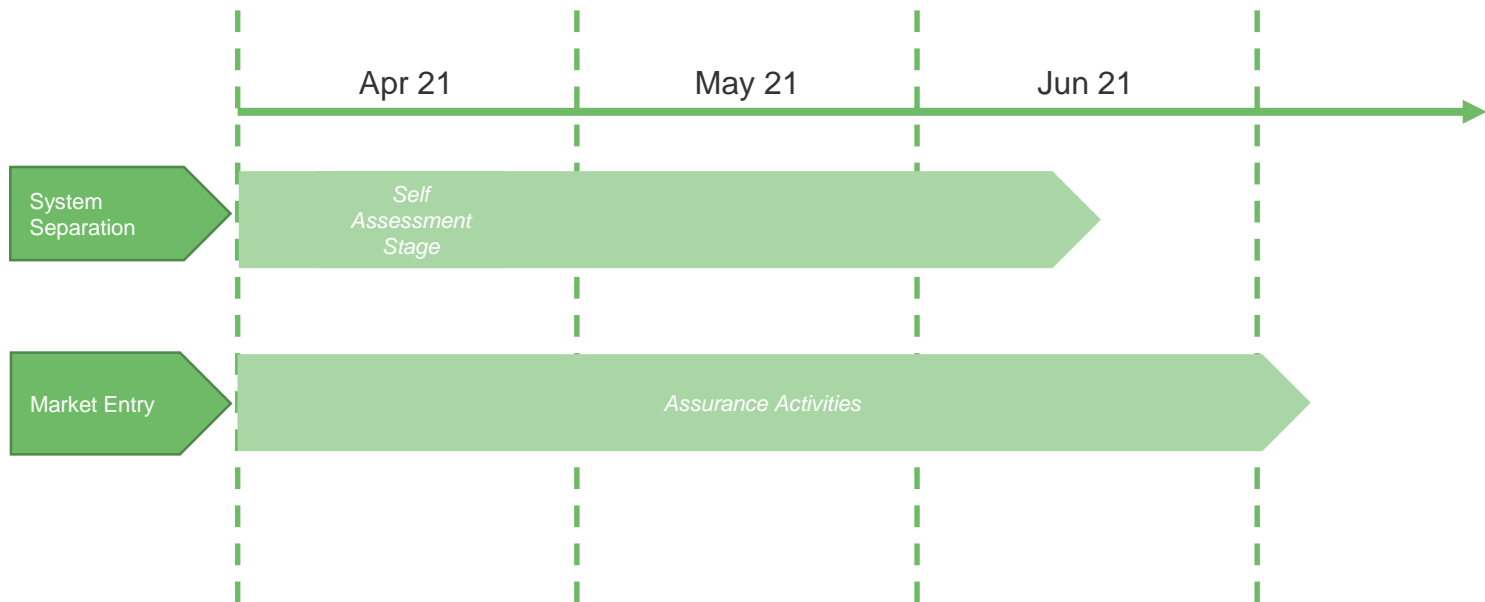 Apr 21
May 21
Jun 21
System
Separation
Self
Assessment
Stage
Market Entry
Assurance Activities